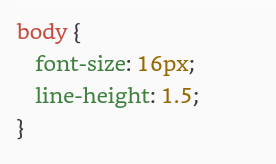 body {
    font-size: 16px;
    line-height: 1.5;
}